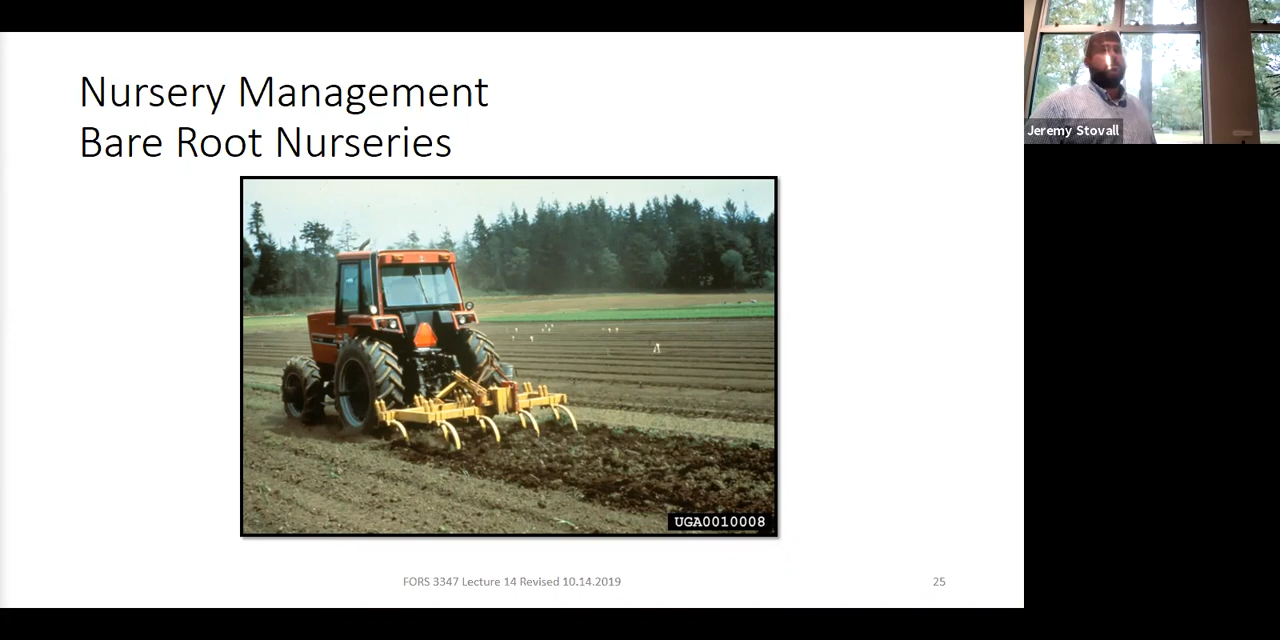 Nursery Management
Bare Root Nurseries
UGA0010008
FORS 3347 Lecture 14 Revised 10.14.2019
25
Jeremy Stovall